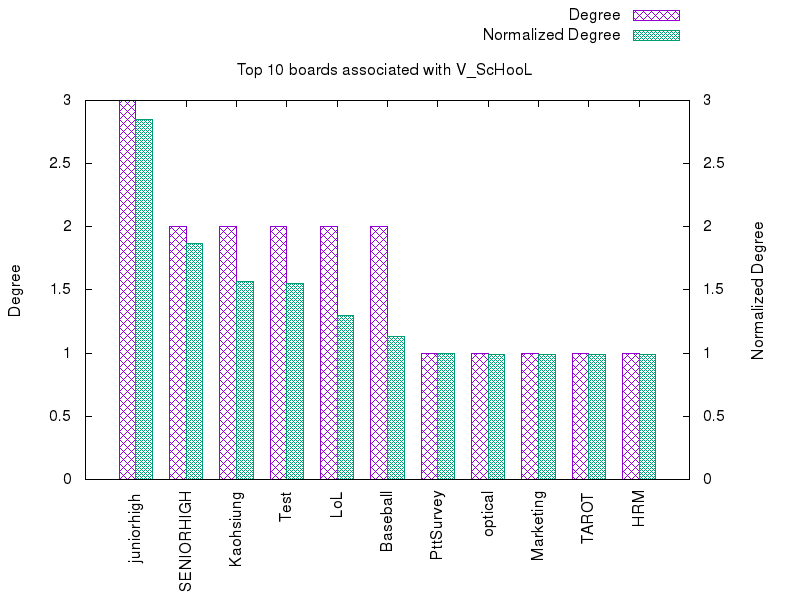 Degree
Normalized Degree
Top 10 boards associated with V_ScHooL
3
2.5
2
1.5
1
0.5
0
3
2.5
2
1.5
1
0.5
0
Degree
Normalized Degree
juniorhigh
SENIORHIGH
Kaohsiung
Test
LoL
Baseball
PttSurvey
optical
Marketing
TAROT
HRM